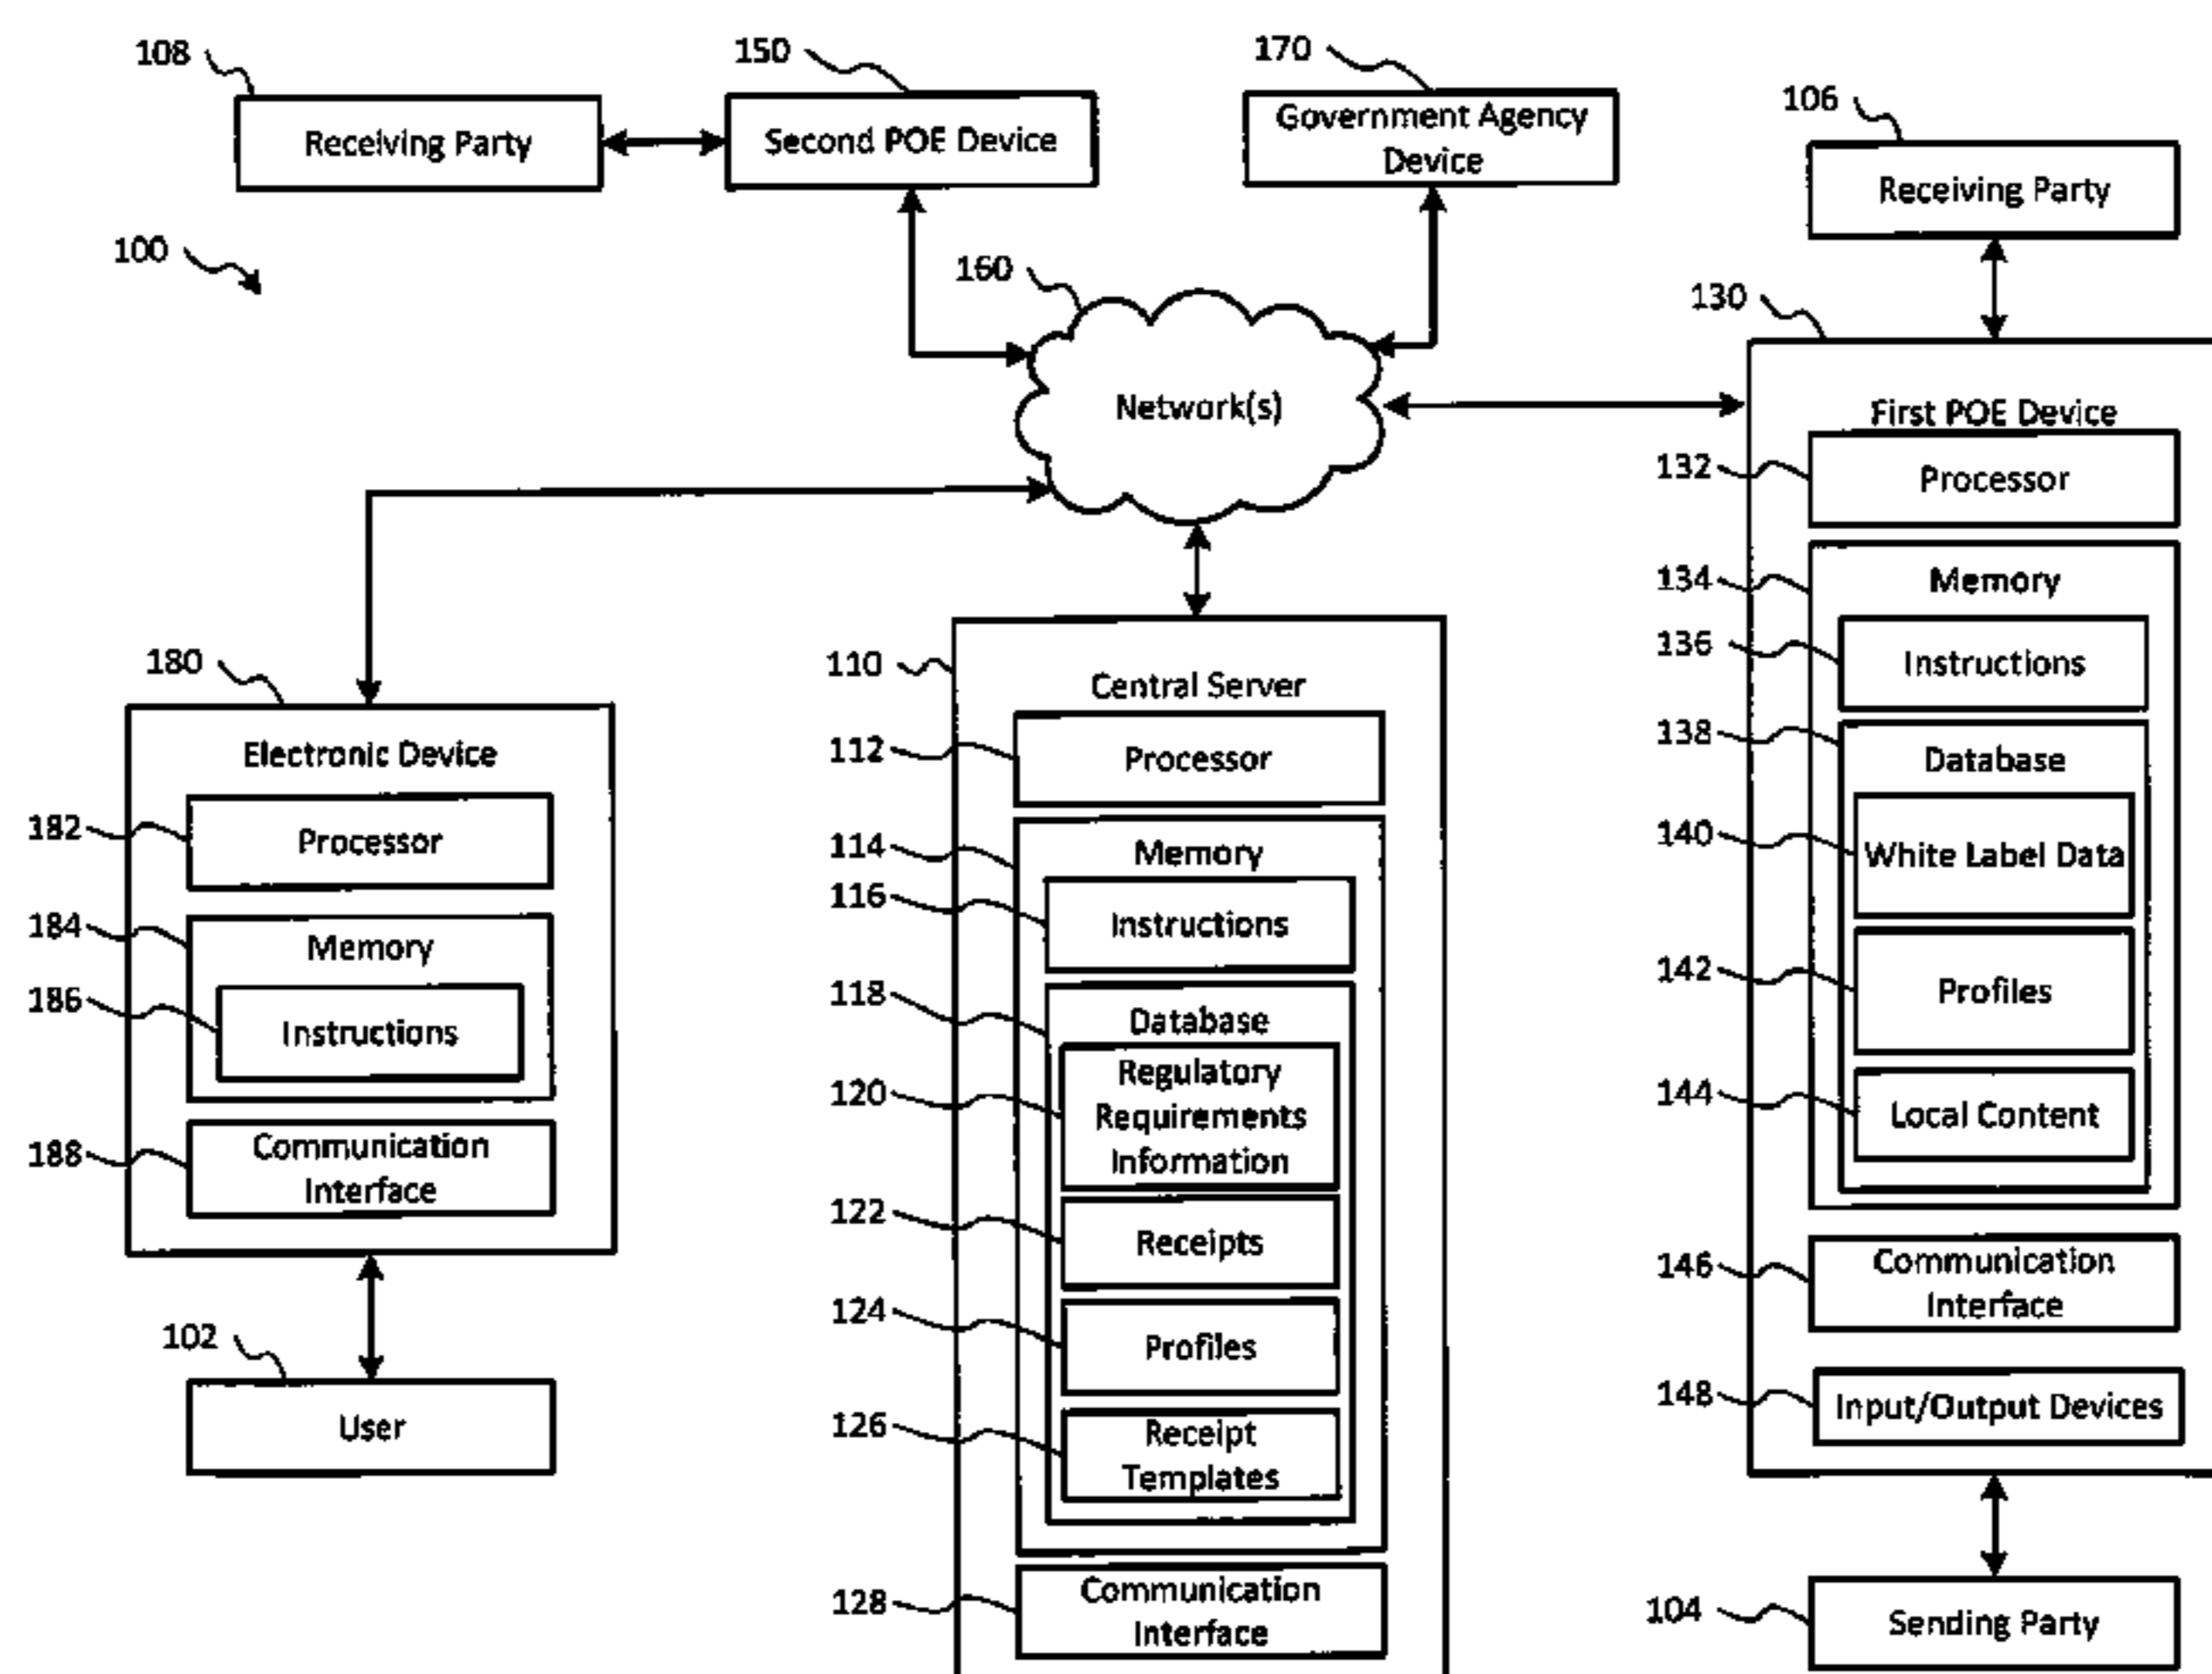 108
Receiving Party
150
Second POE Device
170
Government Agency
Device
106
Receiving Party
100
160
Network(s)
130
First POE Device
132
Processor
134
Memory
136
Instructions
138
Database
140
White Label Data
142
Profiles
144
Local Content
146
Communication
Interface
148
Input/Output Devices
104
Sending Party
180
Electronic Device
182
Processor
184
Memory
186
Instructions
188
Communication
Interface
102
User
110
Central Server
112
Processor
114
Memory
116
Instructions
118
Database
120
Regulatory
Requirements
Information
122
Receipts
124
Profiles
126
Receipt
Templates
128
Communication
Interface